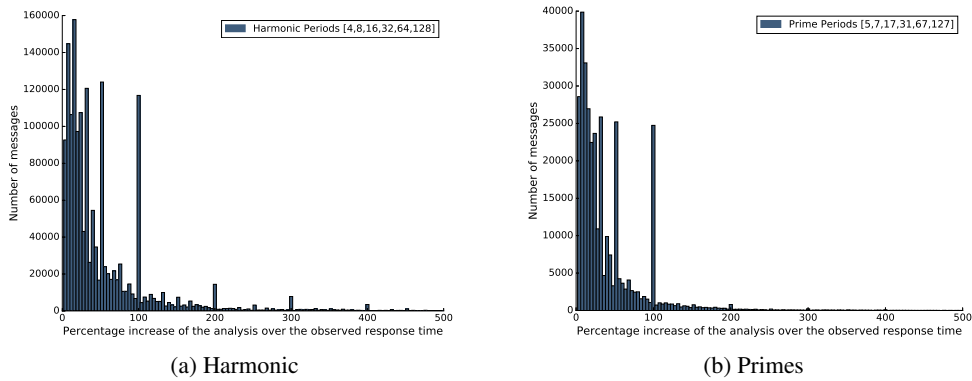 160000
140000
120000
100000
80000
60000
40000
20000
0
Number of messages
Harmonic Periods [4,8,16,32,64,128]
0 100 200 300 400 500
Percentage increase of the analysis over the observed response time
(a) Harmonic
40000
35000
30000
25000
20000
15000
10000
5000
0
Number of messages
Prime Periods [5,7,17,31,67,127]
0 100 200 300 400 500
Percentage increase of the analysis over the observed response time
(b) Primes